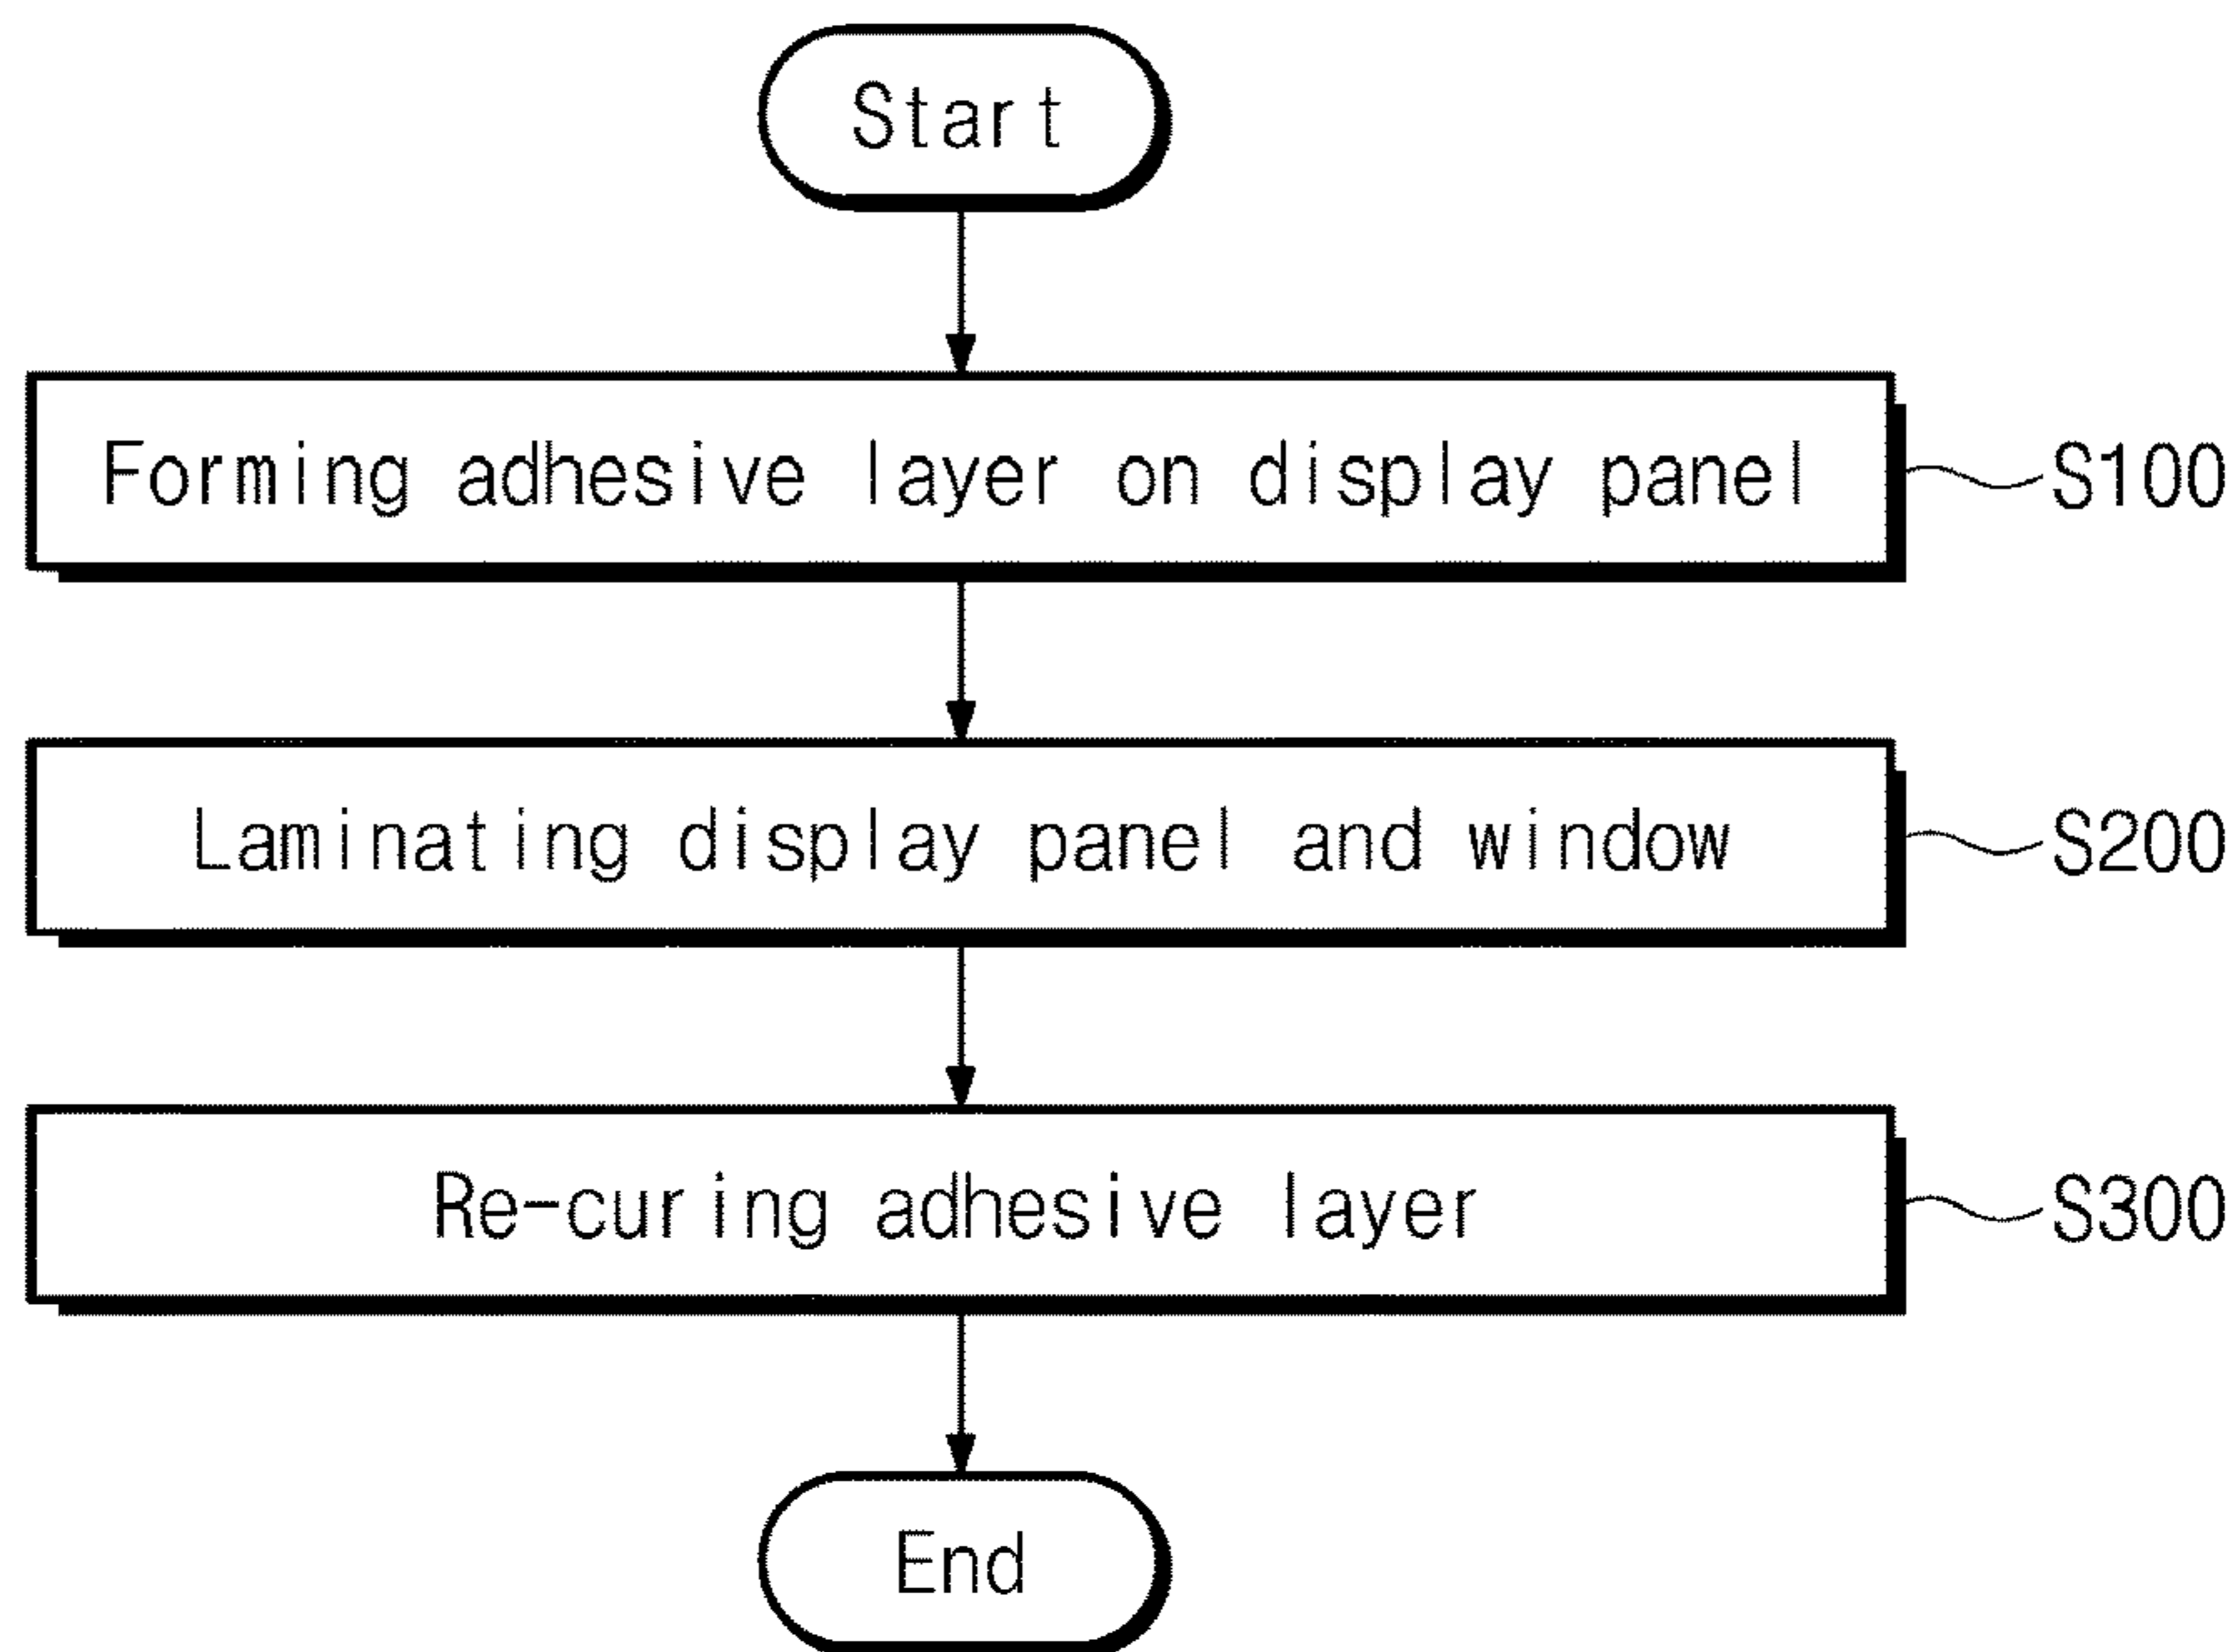 Start
Forming adhesive layer on display panel
S100
Laminating display panel and window
S200
Re-curing adhesive layer
S300
End